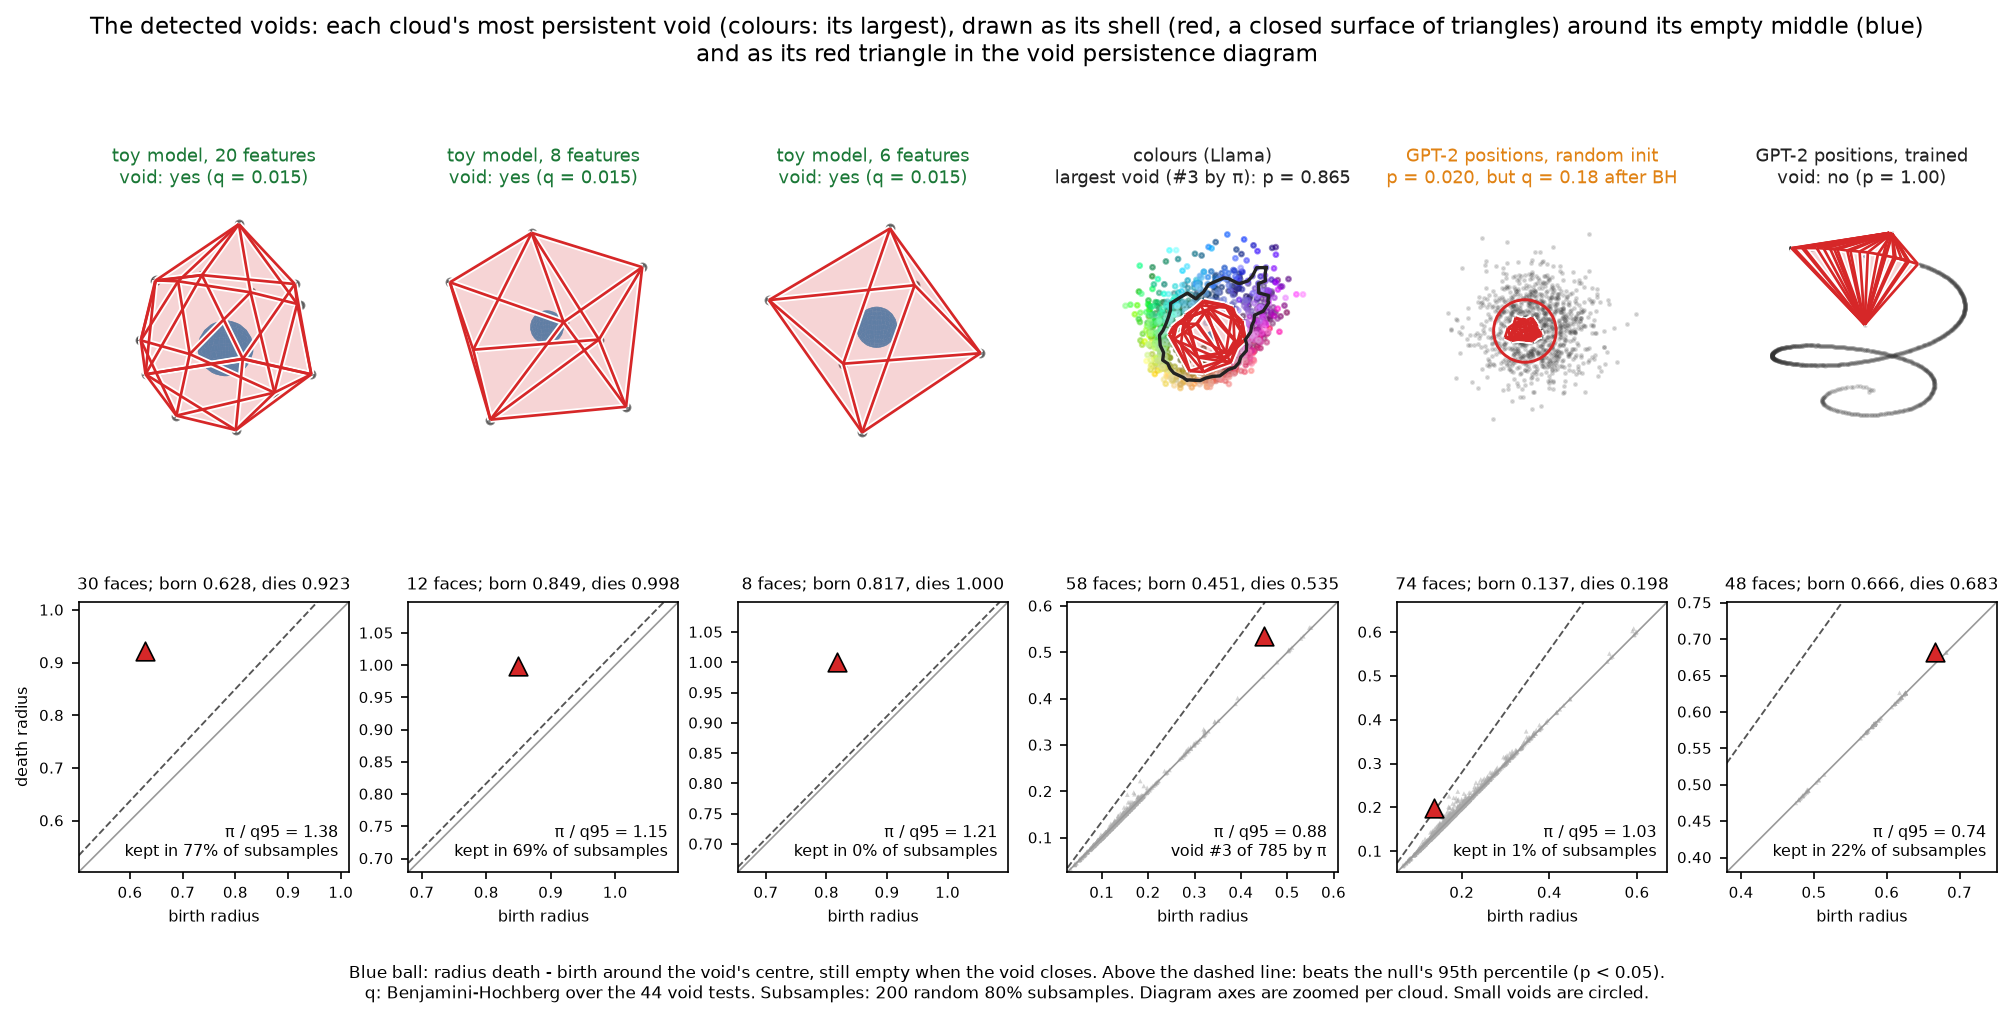 The detected voids: each cloud's most persistent void (colours: its largest), drawn as its shell (red, a closed surface of triangles) around its empty middle (blue)
and as its red triangle in the void persistence diagram
toy model, 20 features
void: yes (q = 0.015)
toy model, 8 features
void: yes (q = 0.015)
toy model, 6 features
void: yes (q = 0.015)
colours (Llama)
largest void (#3 by π): p = 0.865
GPT-2 positions, random init
p = 0.020, but q = 0.18 after BH
GPT-2 positions, trained
void: no (p = 1.00)
30 faces; born 0.628, dies 0.923
death radius
1.0
0.9
0.8
0.7
0.6
π / q95 = 1.38
kept in 77% of subsamples
0.6 0.7 0.8 0.9 1.0
birth radius
12 faces; born 0.849, dies 0.998
1.05
1.00
0.95
0.90
0.85
0.80
0.75
0.70
π / q95 = 1.15
kept in 69% of subsamples
0.7 0.8 0.9 1.0
birth radius
8 faces; born 0.817, dies 1.000
1.05
1.00
0.95
0.90
0.85
0.80
0.75
0.70
π / q95 = 1.21
kept in 0% of subsamples
0.7 0.8 0.9 1.0
birth radius
58 faces; born 0.451, dies 0.535
0.6
0.5
0.4
0.3
0.2
0.1
π / q95 = 0.88
void #3 of 785 by π
0.1 0.2 0.3 0.4 0.5 0.6
birth radius
74 faces; born 0.137, dies 0.198
0.6
0.5
0.4
0.3
0.2
0.1
π / q95 = 1.03
kept in 1% of subsamples
0.2 0.4 0.6
birth radius
48 faces; born 0.666, dies 0.683
0.75
0.70
0.65
0.60
0.55
0.50
0.45
0.40
π / q95 = 0.74
kept in 22% of subsamples
0.4 0.5 0.6 0.7
birth radius
Blue ball: radius death - birth around the void's centre, still empty when the void closes. Above the dashed line: beats the null's 95th percentile (p < 0.05).
q: Benjamini-Hochberg over the 44 void tests. Subsamples: 200 random 80% subsamples. Diagram axes are zoomed per cloud. Small voids are circled.